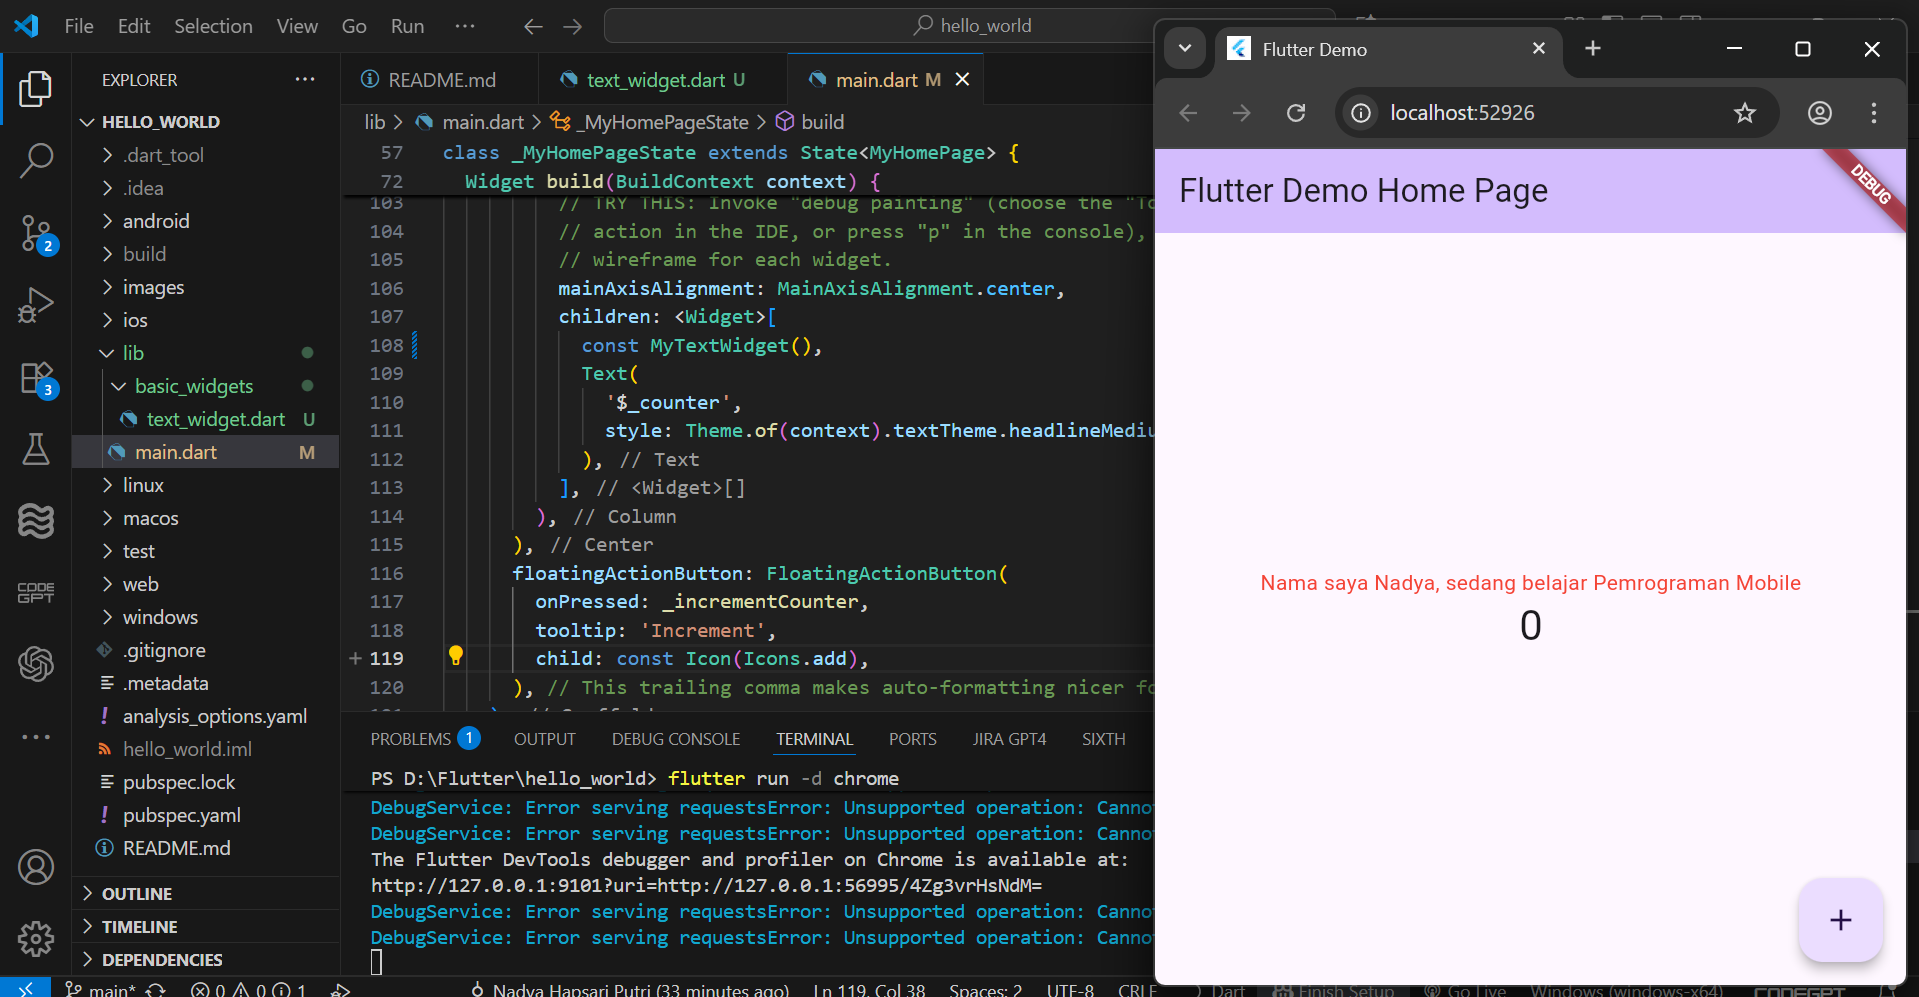 File Edit Selection View Go Run ··· hello_world
EXPLORER ···
HELLO_WORLD
.dart_tool
.idea
android
build
images
ios
lib
basic_widgets
text_widget.dart U
main.dart M
linux
macos
test
web
windows
.gitignore
.metadata
analysis_options.yaml
hello_world.iml
pubspec.lock
pubspec.yaml
README.md
OUTLINE
TIMELINE
DEPENDENCIES
2
3
CODE
GPT
README.md text_widget.dart U main.dart M
lib > main.dart > _MyHomePageState > build
57 class _MyHomePageState extends State<MyHomePage> {
72 Widget build(BuildContext context) {
103 // TRY THIS: Invoke "debug painting" (choose the "To
104 // action in the IDE, or press "p" in the console),
105 // wireframe for each widget.
106 mainAxisAlignment: MainAxisAlignment.center,
107 children: <Widget>[
108 const MyTextWidget(),
109 Text(
110 '$_counter',
111 style: Theme.of(context).textTheme.headlineMediu
112 ), // Text
113 ], // <Widget>[]
114 ), // Column
115 ), // Center
116 floatingActionButton: FloatingActionButton(
117 onPressed: _incrementCounter,
118 tooltip: 'Increment',
119 child: const Icon(Icons.add),
120 ), // This trailing comma makes auto-formatting nicer fo
PROBLEMS 1 OUTPUT DEBUG CONSOLE TERMINAL PORTS JIRA GPT4 SIXTH
PS D:\Flutter\hello_world> flutter run -d chrome
DebugService: Error serving requestsError: Unsupported operation: Canno
DebugService: Error serving requestsError: Unsupported operation: Canno
The Flutter DevTools debugger and profiler on Chrome is available at:
http://127.0.0.1:9101?uri=http://127.0.0.1:56995/4Zg3vrHsNdM=
DebugService: Error serving requestsError: Unsupported operation: Canno
DebugService: Error serving requestsError: Unsupported operation: Canno
main* 0 0 1 Nadya Hapsari Putri (33 minutes ago) Ln 119, Col 38 Spaces: 2 UTF-8 CRLF Dart Finish Setup Go Live Windows (windows-x64) CODEGPT
Flutter Demo
localhost:52926
Flutter Demo Home Page
DEBUG
Nama saya Nadya, sedang belajar Pemrograman Mobile
0
+